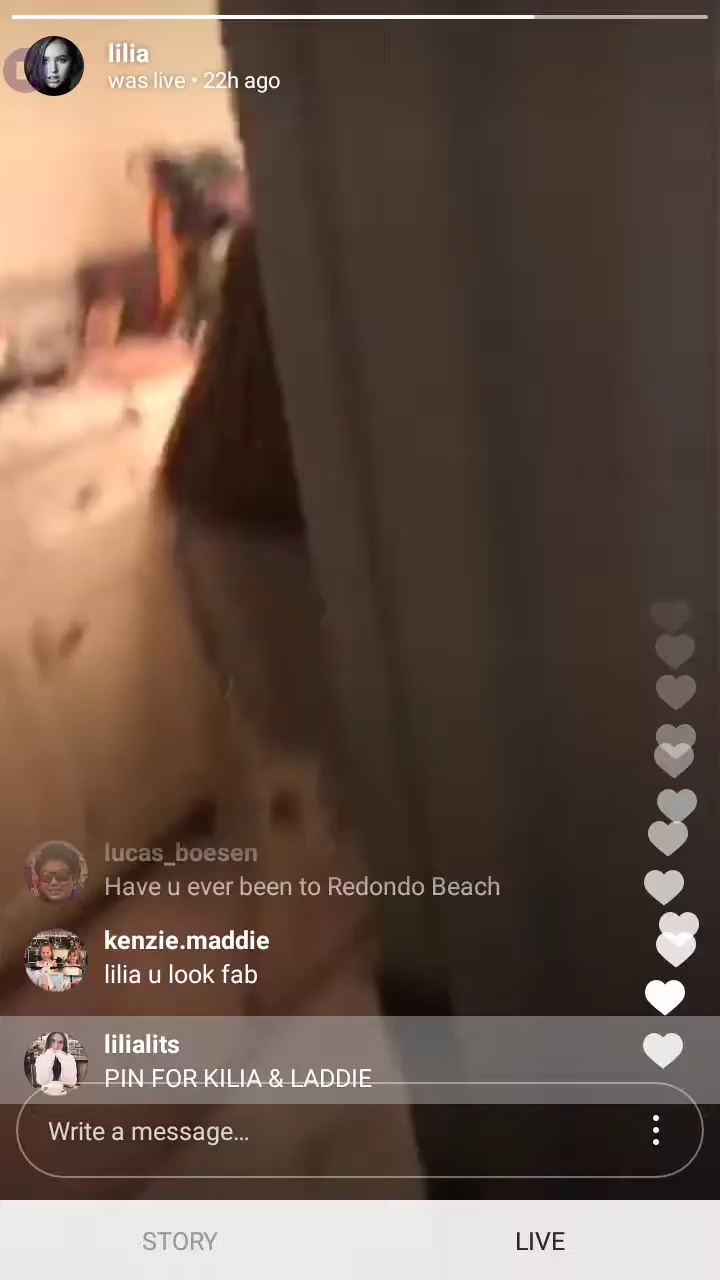 lilia
was live • 22h ago
lucas_boesen
Have u ever been to Redondo Beach
kenzie.maddie
lilia u look fab
lilialits
PIN FOR KILIA & LADDIE
Write a message...
STORY
LIVE